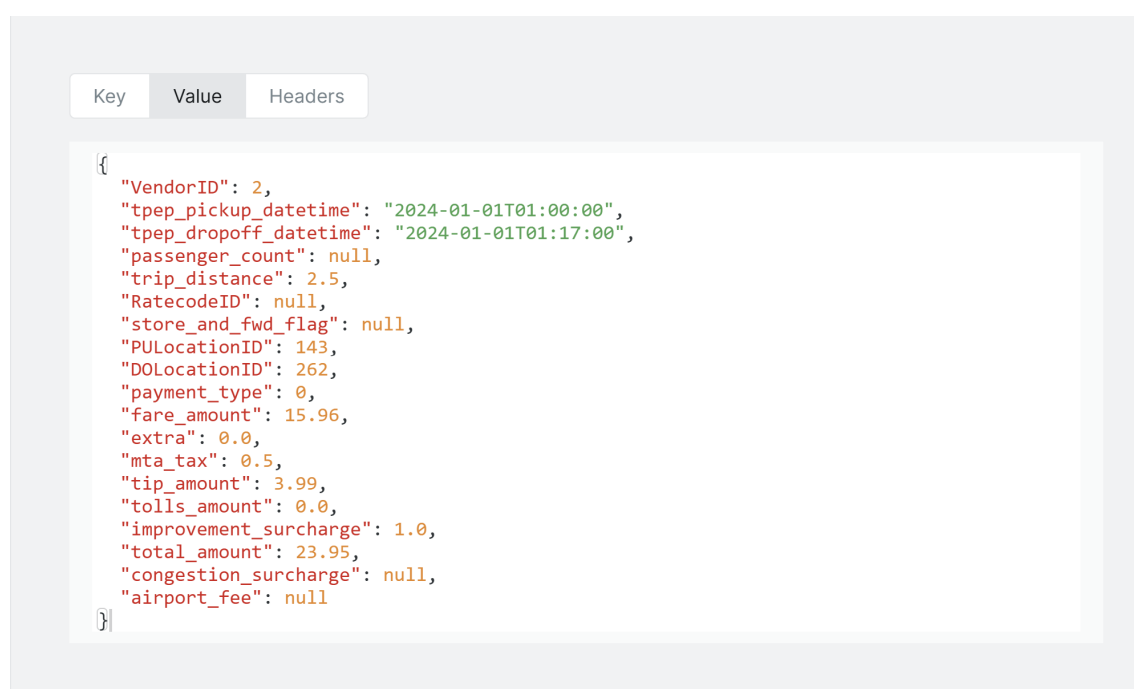 Key Value Headers
{
"VendorID": 2,
"tpep_pickup_datetime": "2024-01-01T01:00:00",
"tpep_dropoff_datetime": "2024-01-01T01:17:00",
"passenger_count": null,
"trip_distance": 2.5,
"RatecodeID": null,
"store_and_fwd_flag": null,
"PULocationID": 143,
"DOLocationID": 262,
"payment_type": 0,
"fare_amount": 15.96,
"extra": 0.0,
"mta_tax": 0.5,
"tip_amount": 3.99,
"tolls_amount": 0.0,
"improvement_surcharge": 1.0,
"total_amount": 23.95,
"congestion_surcharge": null,
"airport_fee": null
}